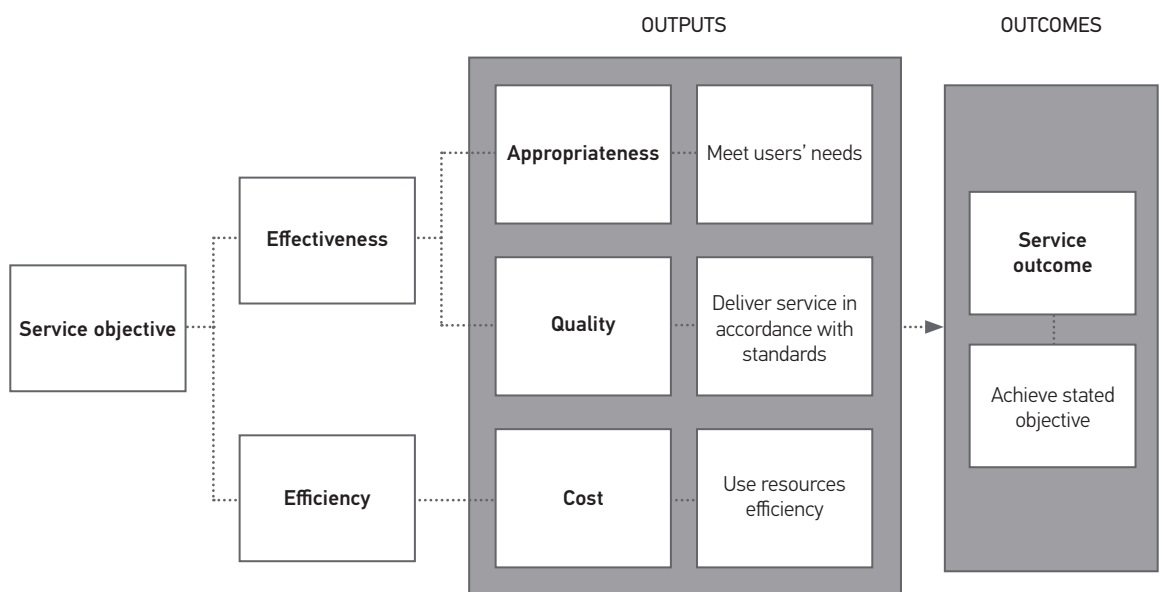 OUTPUTS
OUTCOMES
Service objective
Effectiveness
Efficiency
Appropriateness
Meet users’ needs
Quality
Deliver service in
accordance with
standards
Cost
Use resources
efficiency
Service
outcome
Achieve stated
objective